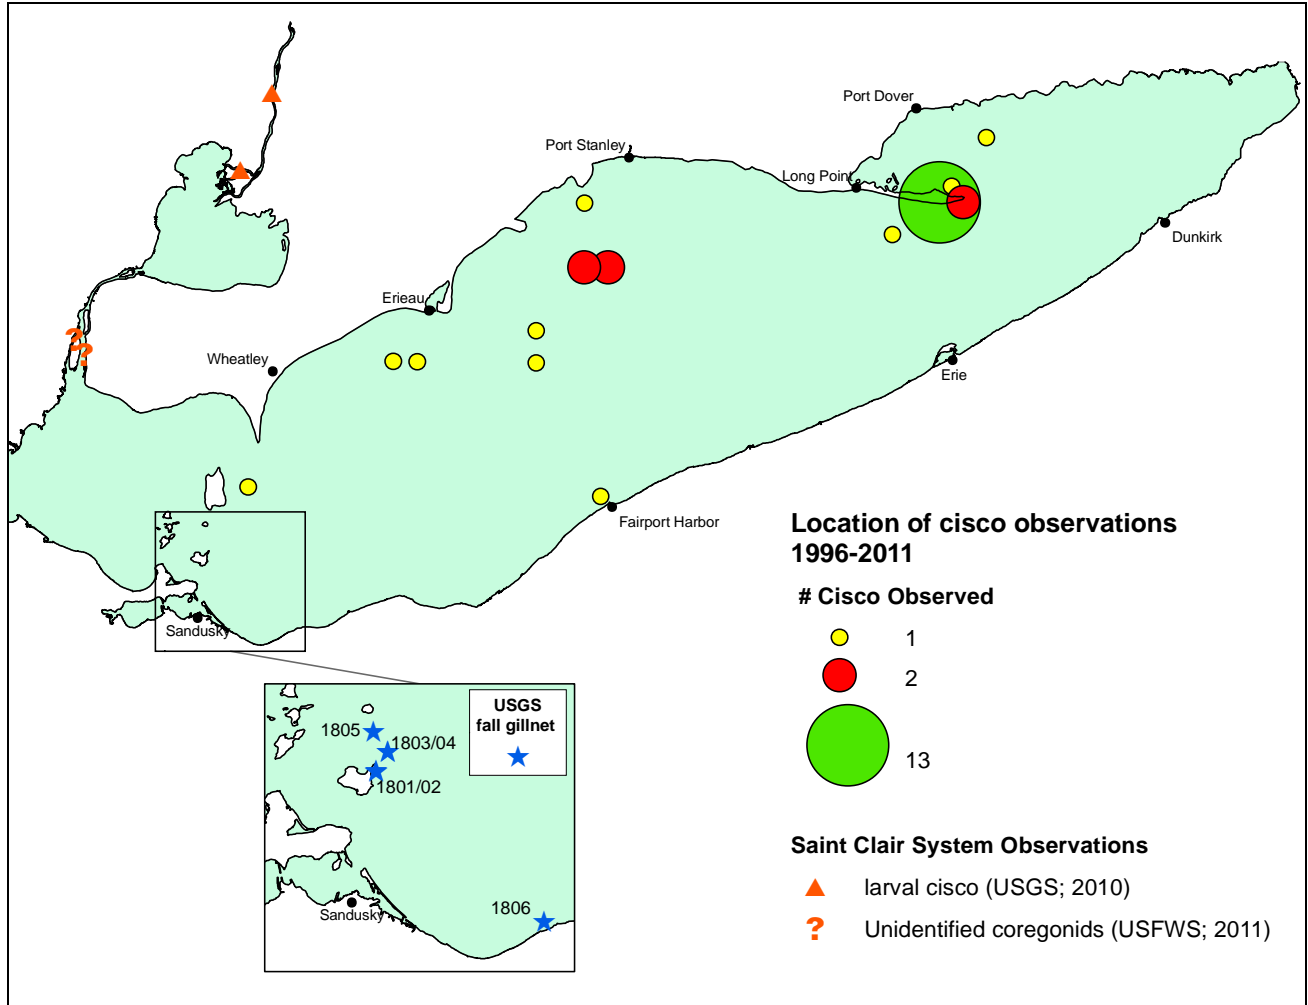 Port Dover
Port Stanley
Long Point
Dunkirk
Erieau
Wheatley
Erie
Fairport Harbor
Sandusky
? ?
Location of cisco observations
1996-2011
# Cisco Observed
1
2
13
Saint Clair System Observations
larval cisco (USGS; 2010)
? Unidentified coregonids (USFWS; 2011)
USGS
fall gillnet
1805
1803/04
1801/02
1806
Sandusky